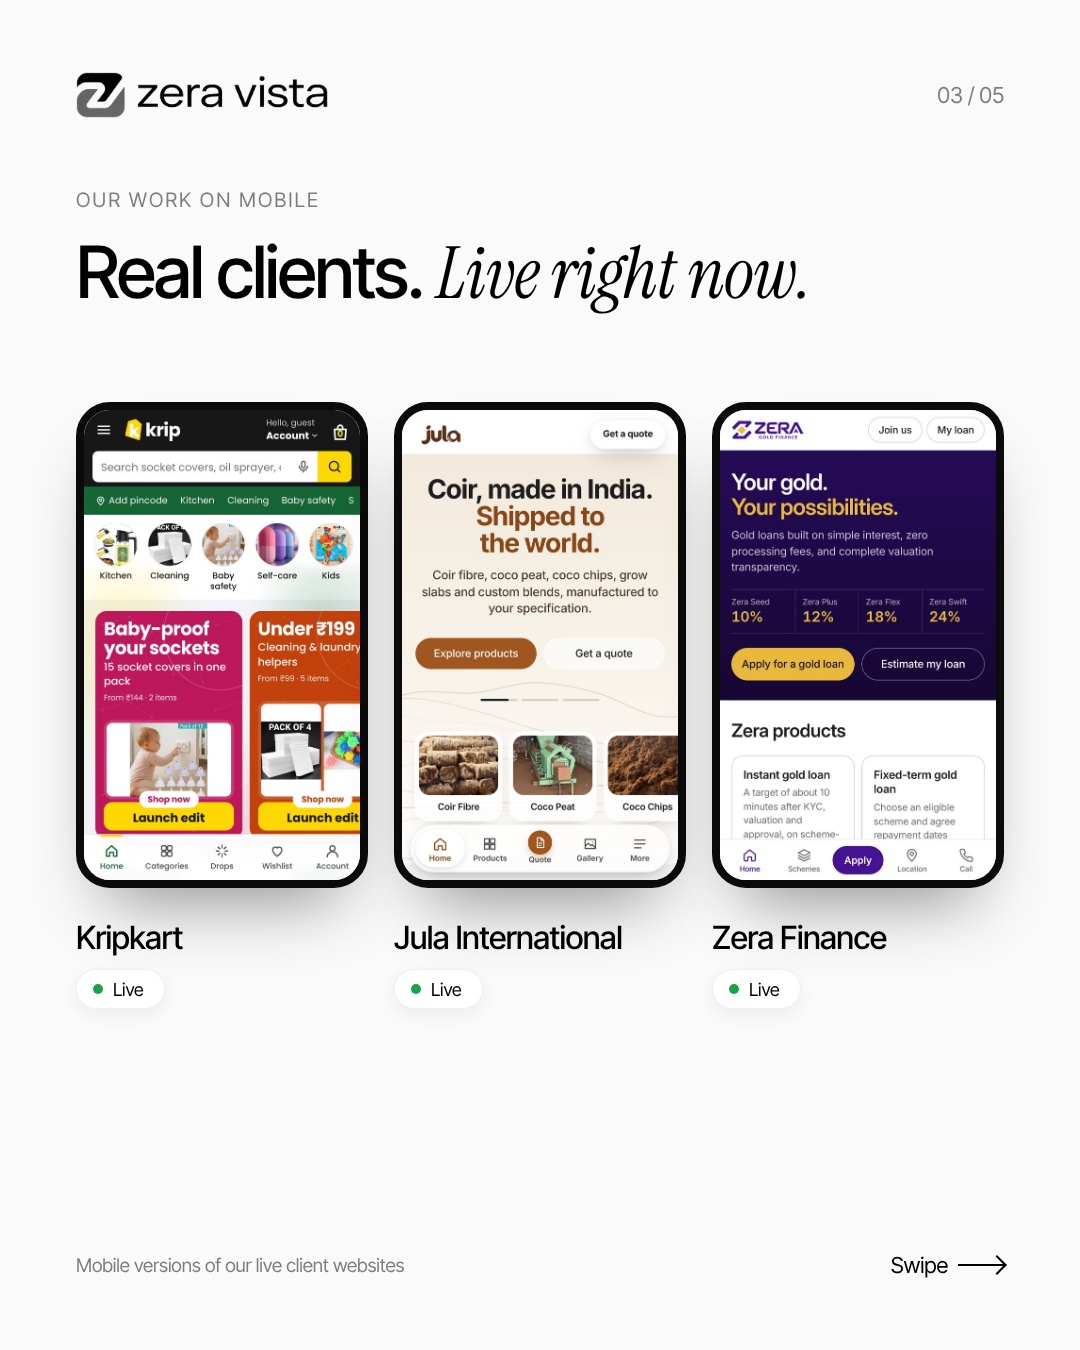 zera vista
03 / 05
OUR WORK ON MOBILE
Real clients. Live right now.
krip
Hello, guest
Account
0
Search socket covers, oil sprayer, c
Add pincode Kitchen Cleaning Baby safety S
Kitchen
Cleaning
Baby
safety
Self-care
Kids
Baby-proof
your sockets
15 socket covers in one
pack
From ₹144 · 2 items
Shop now
Launch edit
Under ₹199
Cleaning & laundry
helpers
From ₹99 · 5 items
PACK OF 4
Shop now
Launch edit
Home
Categories
Drops
Wishlist
Account
jula
Get a quote
Coir, made in India.
Shipped to
the world.
Coir fibre, coco peat, coco chips, grow
slabs and custom blends, manufactured to
your specification.
Explore products
Get a quote
Coir Fibre
Coco Peat
Coco Chips
Home
Products
Quote
Gallery
More
ZERA
GOLD FINANCE
Join us
My loan
Your gold.
Your possibilities.
Gold loans built on simple interest, zero
processing fees, and complete valuation
transparency.
Zera Seed
10%
Zera Plus
12%
Zera Flex
18%
Zera Swift
24%
Apply for a gold loan
Estimate my loan
Zera products
Instant gold loan
A target of about 10
minutes after KYC,
valuation and
approval, on scheme-
Fixed-term gold
loan
Choose an eligible
scheme and agree
repayment dates
Home
Schemes
Apply
Location
Call
Kripkart
Live
Jula International
Live
Zera Finance
Live
Mobile versions of our live client websites
Swipe